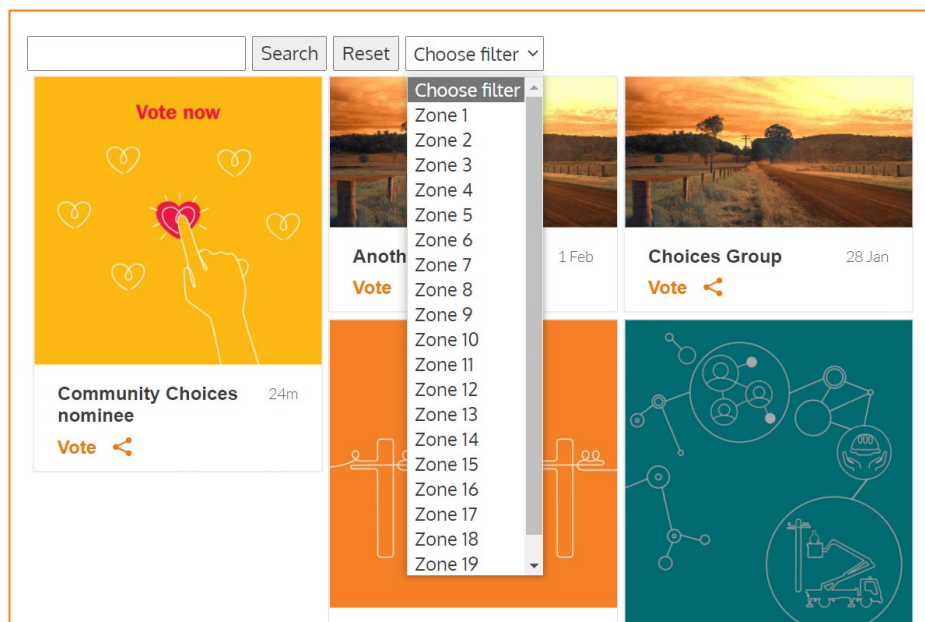 Search Reset Choose filter
Choose filter
Zone 1
Zone 2
Zone 3
Zone 4
Zone 5
Zone 6
Zone 7
Zone 8
Zone 9
Zone 10
Zone 11
Zone 12
Zone 13
Zone 14
Zone 15
Zone 16
Zone 17
Zone 18
Zone 19
Vote now
Community Choices 24m
nominee
Vote
1 Feb
Vote
Choices Group 28 Jan
Vote